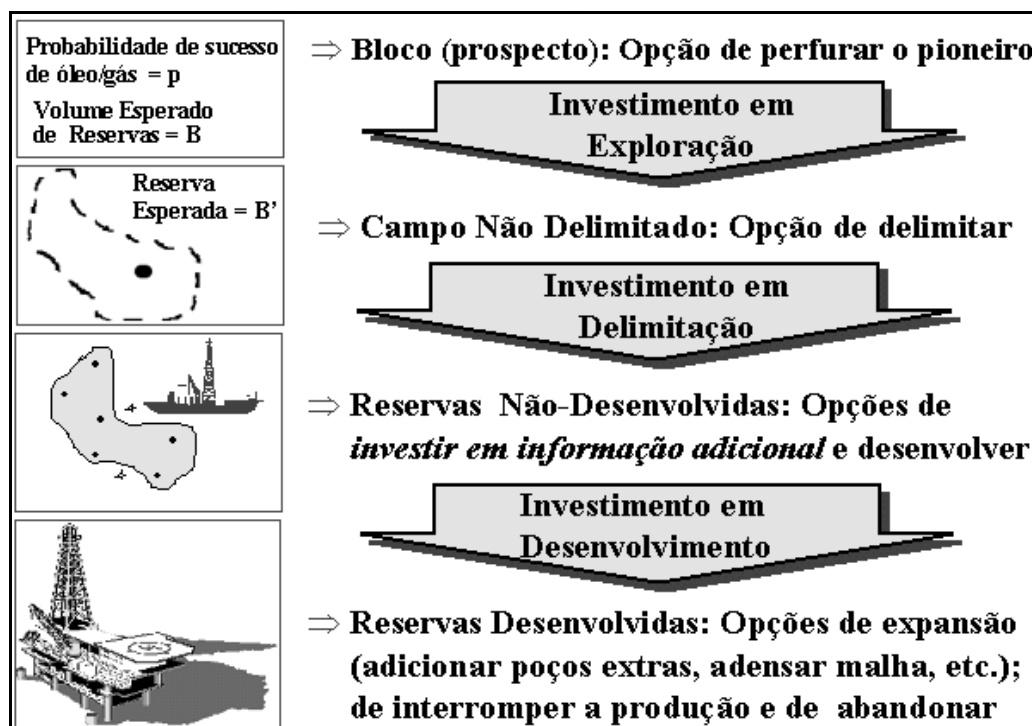 Probabilidade de sucesso
de óleo/gás = p
Volume Esperado
de Reservas = B
⇒ Bloco (prospecto): Opção de perfurar o pioneiro
Investimento em
Exploração
Reserva
Esperada = B’
⇒ Campo Não Delimitado: Opção de delimitar
Investimento em
Delimitação
⇒ Reservas Não-Desenvolvidas: Opções de
investir em informação adicional e desenvolver
Investimento em
Desenvolvimento
⇒ Reservas Desenvolvidas: Opções de expansão
(adicionar poços extras, adensar malha, etc.);
de interromper a produção e de abandonar